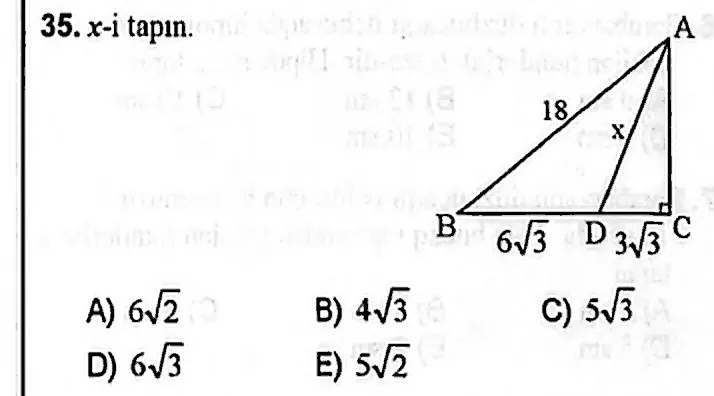 35. x-i tapın.
A
18
x
B
6√3
D
3√3
C
A) 6√2 B) 4√3 C) 5√3
D) 6√3 E) 5√2